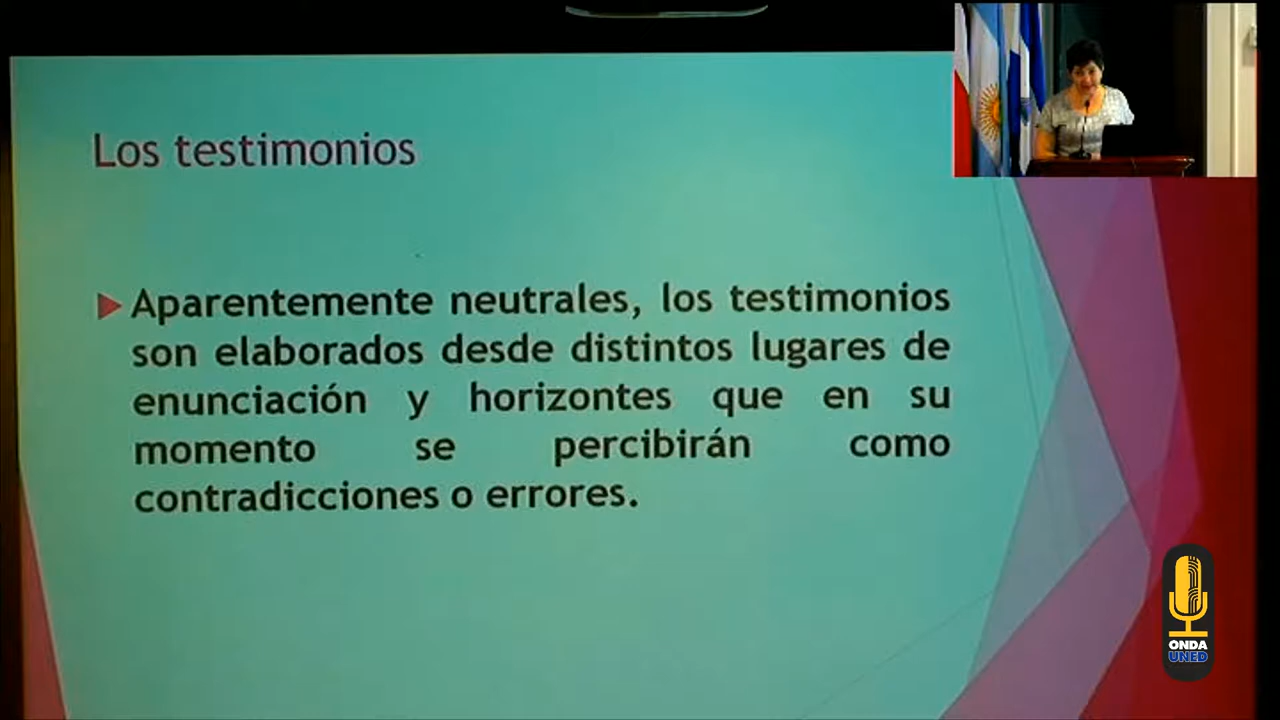 Los testimonios
Aparentemente neutrales, los testimonios
son elaborados desde distintos lugares de
enunciación y horizontes que en su
momento se percibirán como
contradicciones o errores.
ONDA
UNED